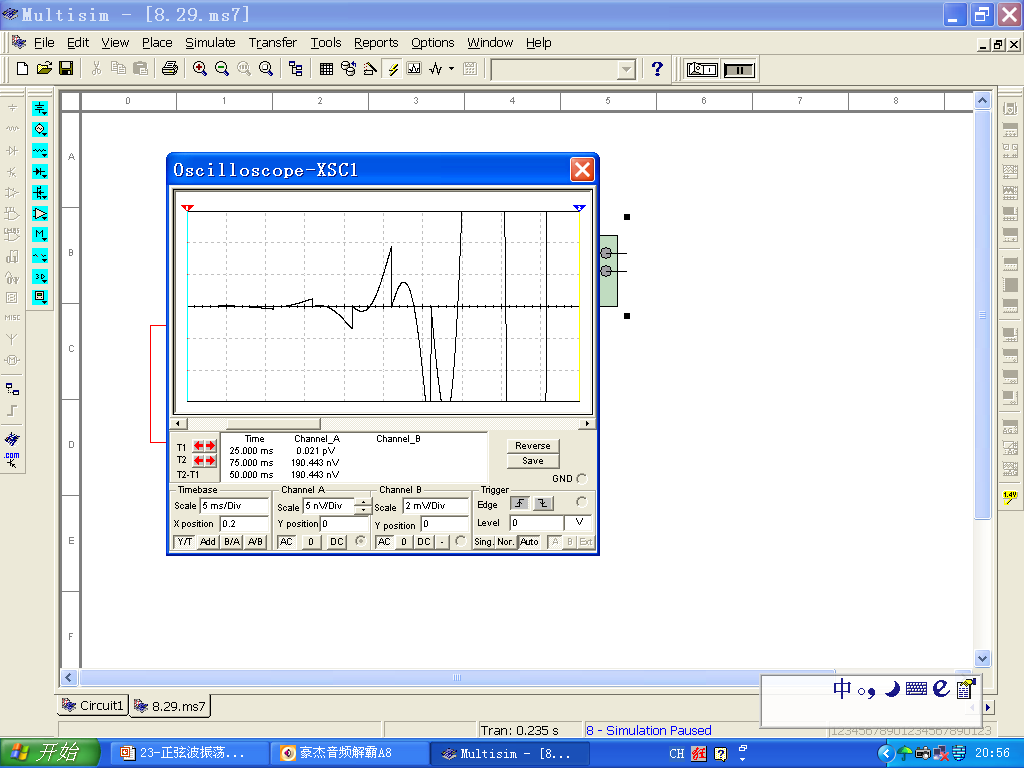 Multisim - [8.29.ms7]
File Edit View Place Simulate Transfer Tools Reports Options Window Help
0 1 2 3 4 5 6 7 8
A
B
C
D
E
F
Oscilloscope-XSC1
Time Channel_A Channel_B
T1 25.000 ms 0.021 pV
T2 75.000 ms 190.443 nV
T2-T1 50.000 ms 190.443 nV
Reverse
Save
GND
Timebase Channel A Channel B Trigger
Scale 5 ms/Div Scale 5 nV/Div Scale 2 mV/Div Edge
X position 0.2 Y position 0 Y position 0 Level 0 V
Y/T Add B/A A/B AC 0 DC AC 0 DC - Sing. Nor. Auto A B Ext
MISC
.com
1.4v
Circuit1 8.29.ms7
Tran: 0.235 s 8 - Simulation Paused
中
123456789012345678901 23
开始 23-正弦波振荡... 豪杰音频解霸A8 Multisim - [8... CH 20:56